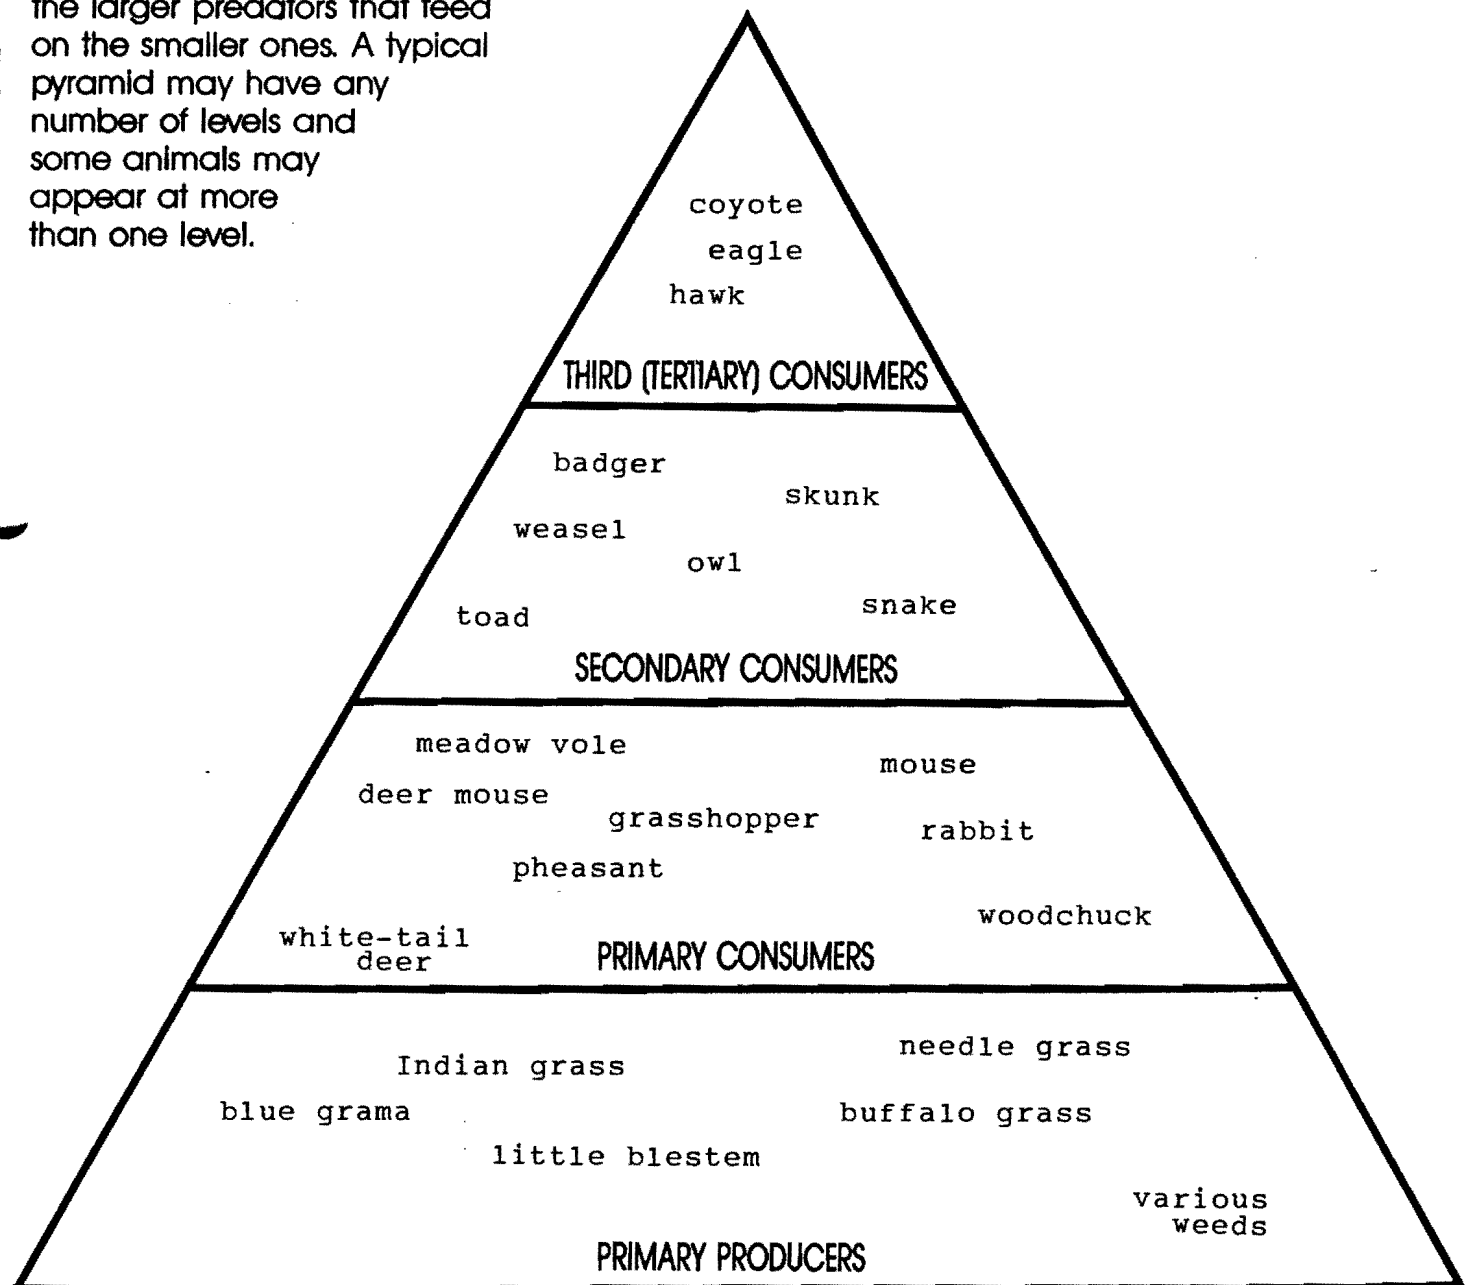 the larger predators that feed
on the smaller ones. A typical
pyramid may have any
number of levels and
some animals may
appear at more
than one level.
coyote
eagle
hawk
THIRD (TERTIARY) CONSUMERS
badger
skunk
weasel
owl
snake
toad
SECONDARY CONSUMERS
meadow vole
mouse
deer mouse
grasshopper
rabbit
pheasant
woodchuck
white-tail
deer
PRIMARY CONSUMERS
needle grass
Indian grass
blue grama
buffalo grass
little blestem
various
weeds
PRIMARY PRODUCERS